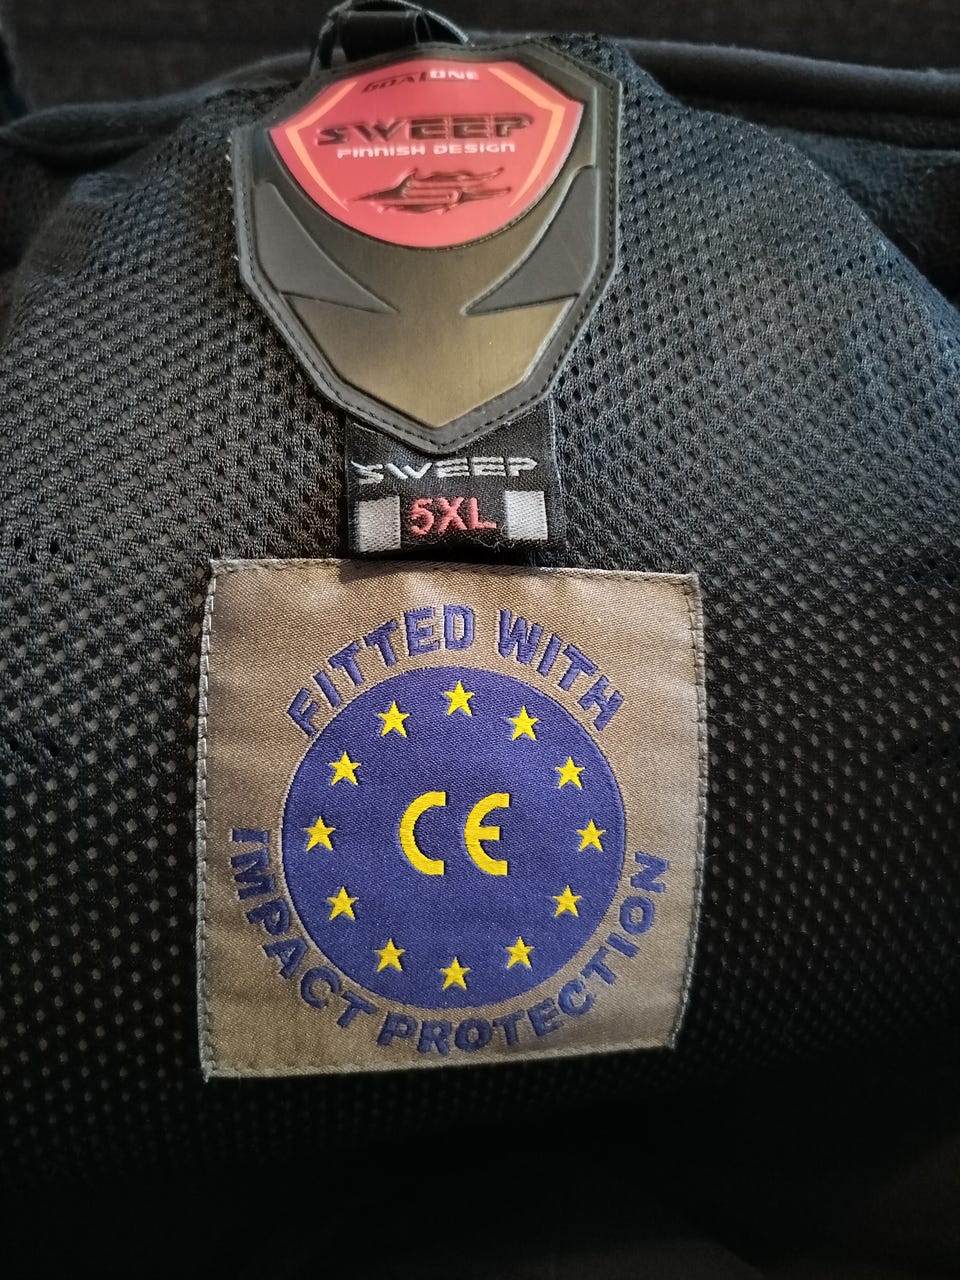 GOALONE
SWEEP
FINNISH DESIGN
SWEEP
5XL
FITTED WITH
CE
IMPACT PROTECTION